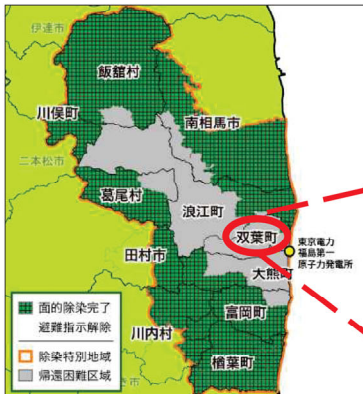 伊達市
飯舘村
川俣町
南相馬市
二本松市
葛尾村
浪江町
双葉町
東京電力
福島第一
原子力発電所
大熊町
田村市
富岡町
川内村
楢葉町
面的除染完了
避難指示解除
除染特別地域
帰還困難区域